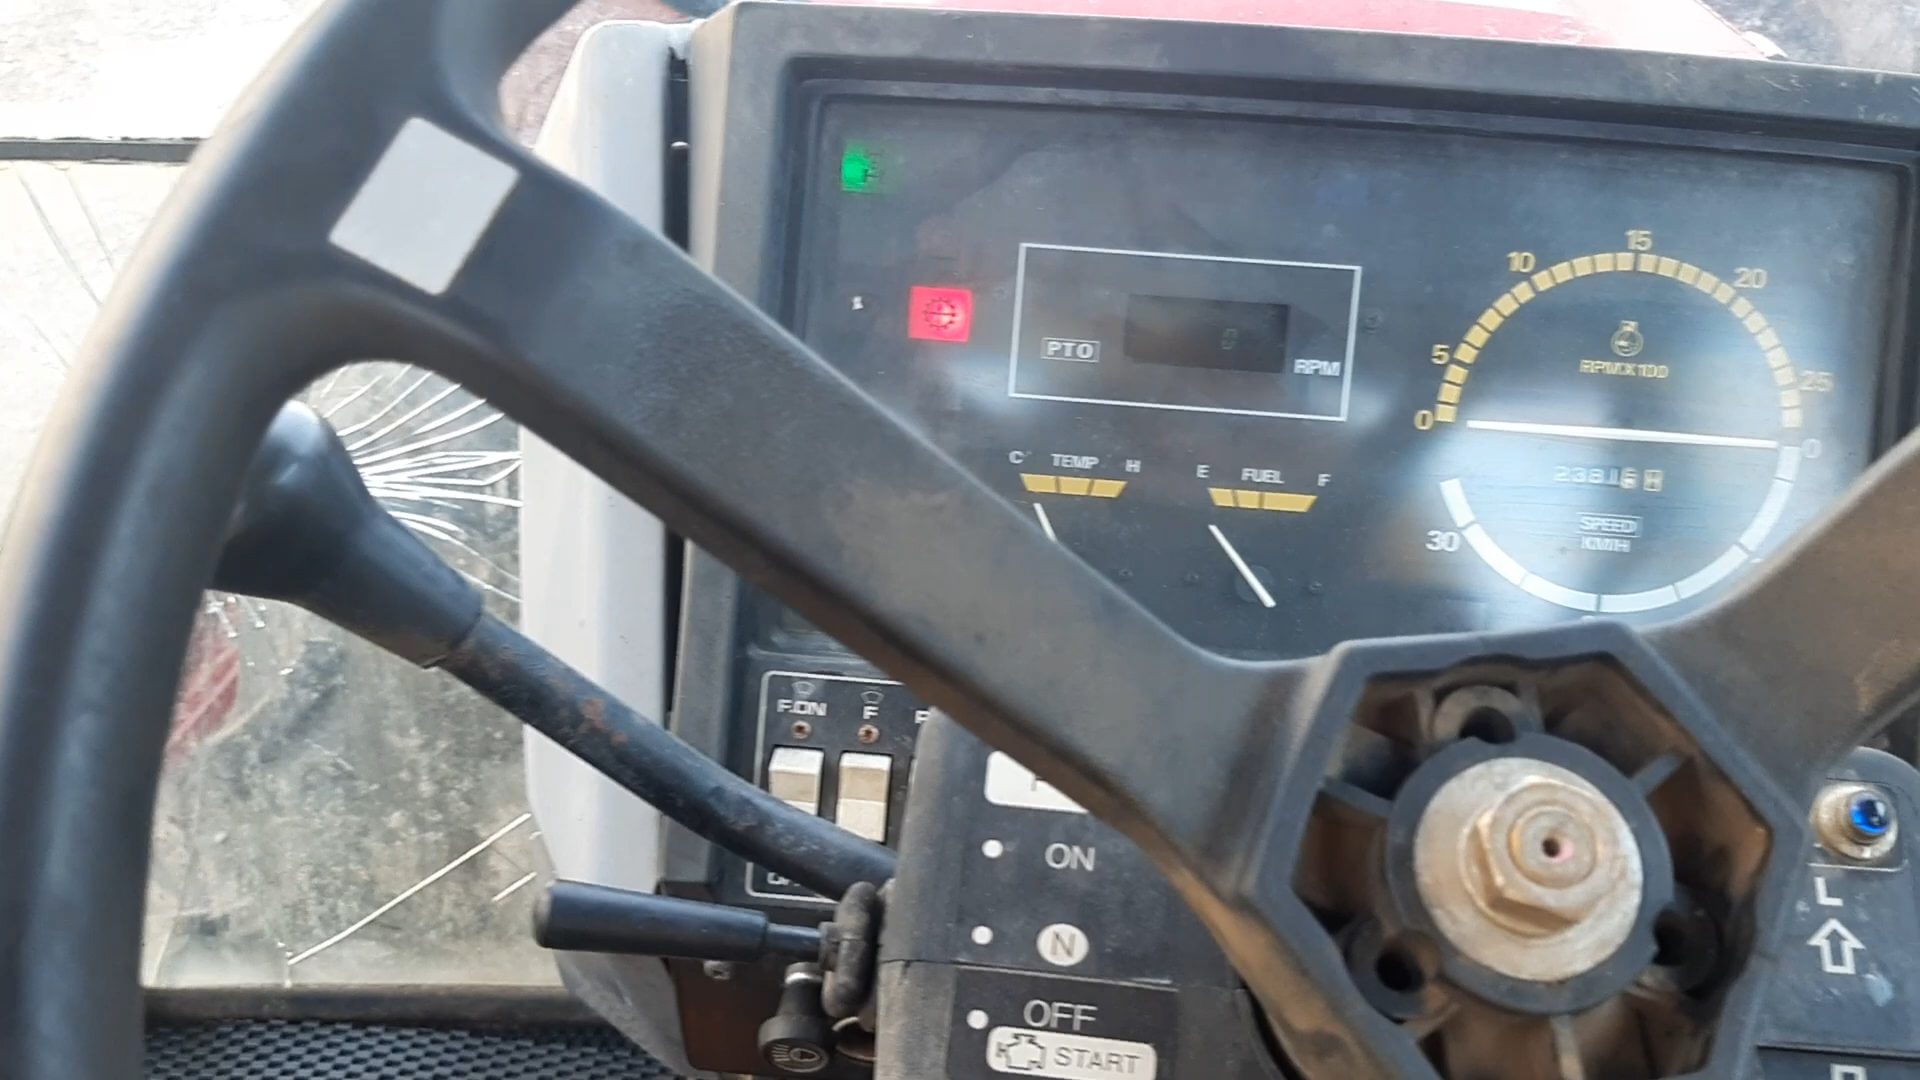 15
10
20
5
PTO
RPM
RPMX100
25
0
0
C TEMP H
E FUEL F
H
SPEED
KM/H
30
F.ON
F
ON
N
OFF
START
L